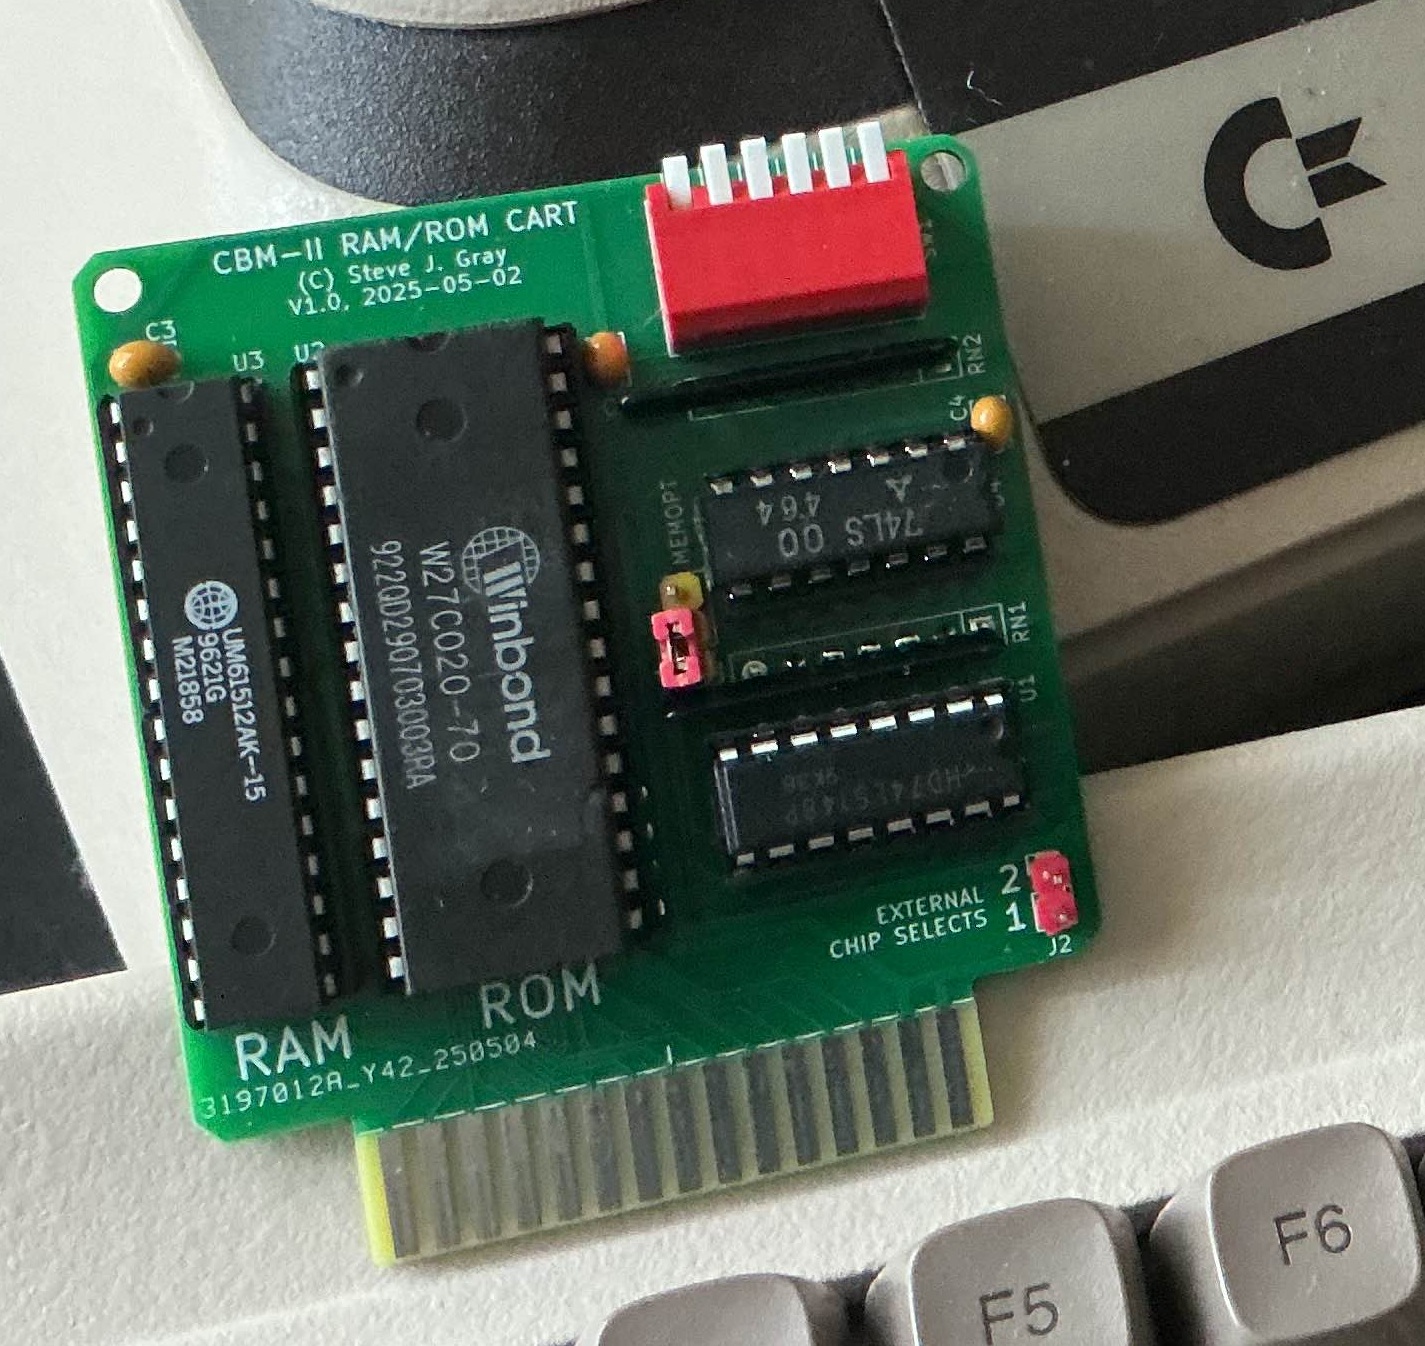 CBM-II RAM/ROM CART
(C) Steve J. Gray
V1.0, 2025-05-02
C3
U3
U2
RN2
C4
MEMOPT
74LS 00
464
A
UM61512AK-15
9621G
M21858
Winbond
W27C020-70
RN1
U1
HD74LS148P
EXTERNAL
CHIP SELECTS
2
1
J2
RAM
ROM
3197012A_Y42_250504
F5
F6